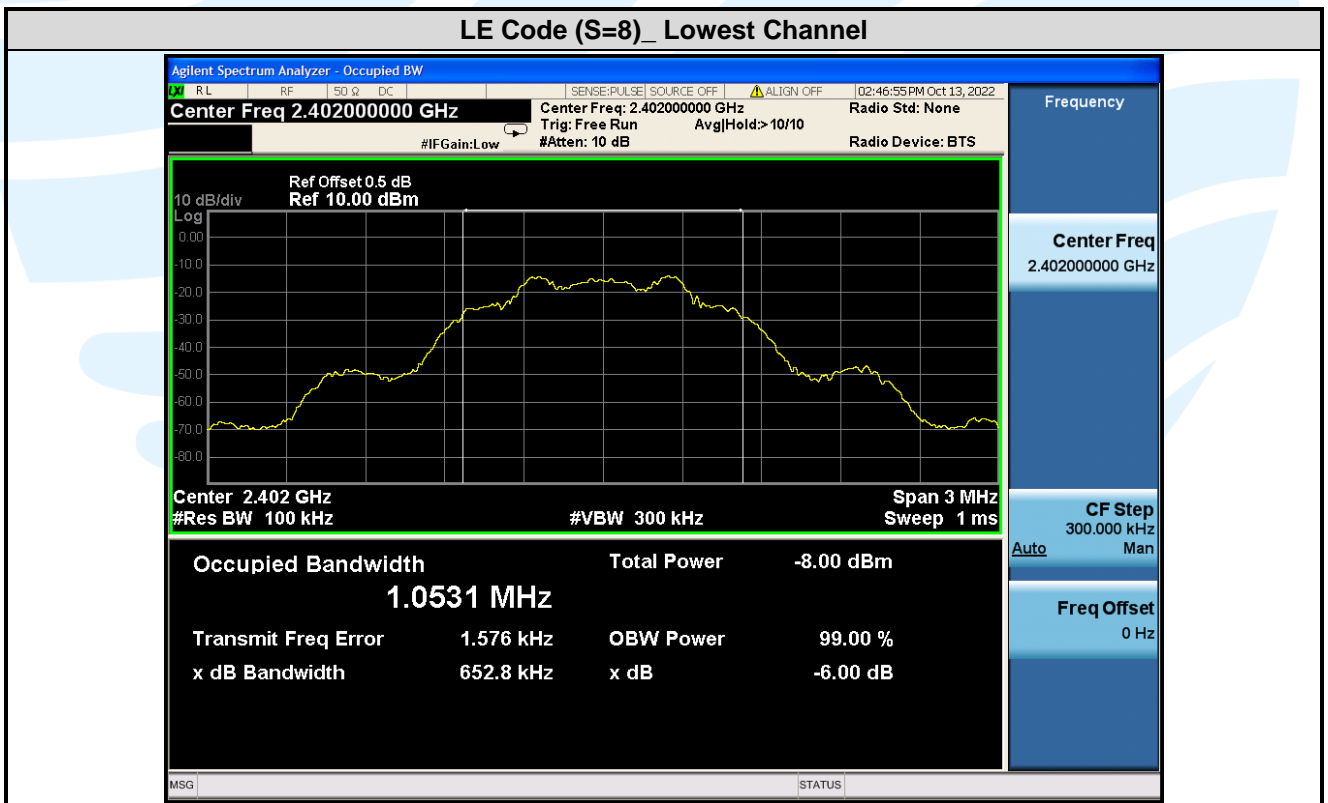 LE Code (S=8)_ Lowest Channel
Agilent Spectrum Analyzer - Occupied BW
LXI RL RF 50 Ω DC SENSE:PULSE SOURCE OFF ALIGN OFF 02:46:55 PM Oct 13, 2022
Center Freq 2.402000000 GHz
Center Freq: 2.402000000 GHz
Radio Std: None
Trig: Free Run Avg|Hold:>10/10
#IFGain:Low
#Atten: 10 dB
Radio Device: BTS
Ref Offset 0.5 dB
10 dB/div Ref 10.00 dBm
Log
0.00
-10.0
-20.0
-30.0
-40.0
-50.0
-60.0
-70.0
-80.0
Center 2.402 GHz
Span 3 MHz
#Res BW 100 kHz
#VBW 300 kHz
Sweep 1 ms
Occupied Bandwidth
Total Power -8.00 dBm
1.0531 MHz
Transmit Freq Error 1.576 kHz
OBW Power 99.00 %
x dB Bandwidth 652.8 kHz
x dB -6.00 dB
MSG
STATUS
Frequency
Center Freq
2.402000000 GHz
CF Step
300.000 kHz
Auto Man
Freq Offset
0 Hz